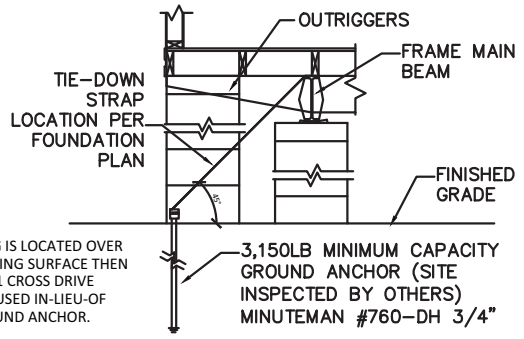 OUTRIGGERS
FRAME MAIN
BEAM
TIE-DOWN
STRAP
LOCATION PER
FOUNDATION
PLAN
FINISHED
GRADE
45°
IS LOCATED OVER
ING SURFACE THEN
CROSS DRIVE
USED IN-LIEU-OF
UND ANCHOR.
3,150LB MINIMUM CAPACITY
GROUND ANCHOR (SITE
INSPECTED BY OTHERS)
MINUTEMAN #760-DH 3/4"